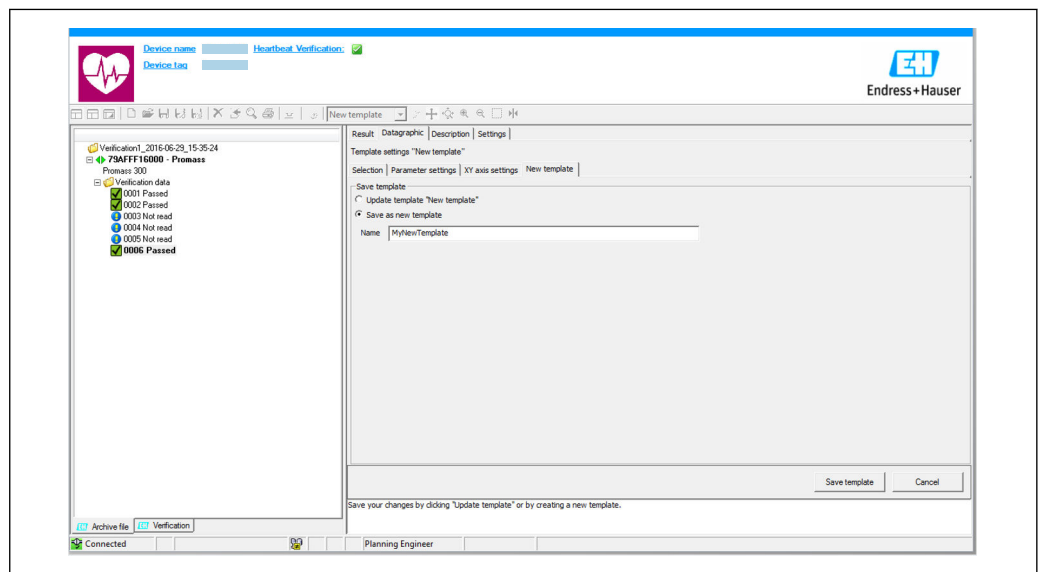 Device name
Heartbeat Verification:
Device tag
EH
Endress+Hauser
New template
Verification1_2016-06-29_15-35-24
79AFFF16000 - Promass
Promass 300
Verification data
0001 Passed
0002 Passed
0003 Not read
0004 Not read
0005 Not read
0006 Passed
Result Datagraphic Description Settings
Template settings "New template"
Selection Parameter settings XY axis settings New template
Save template
Update template "New template"
Save as new template
Name MyNewTemplate
Save template Cancel
Save your changes by clicking "Update template" or by creating a new template.
EH Archive file EH Verification
Connected Planning Engineer